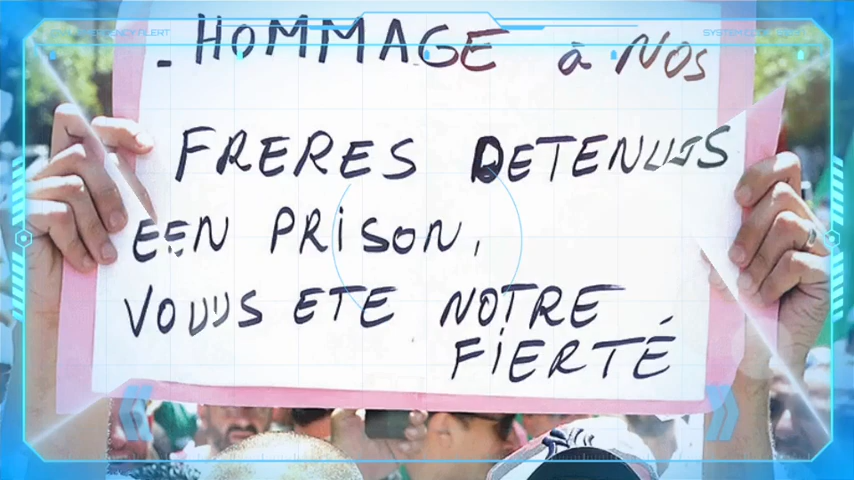 - HOMMAGE à NOS
FRERES DETENUS
EEN PRiSON,
VOUUS ETE NOTRE
FiERTÉ